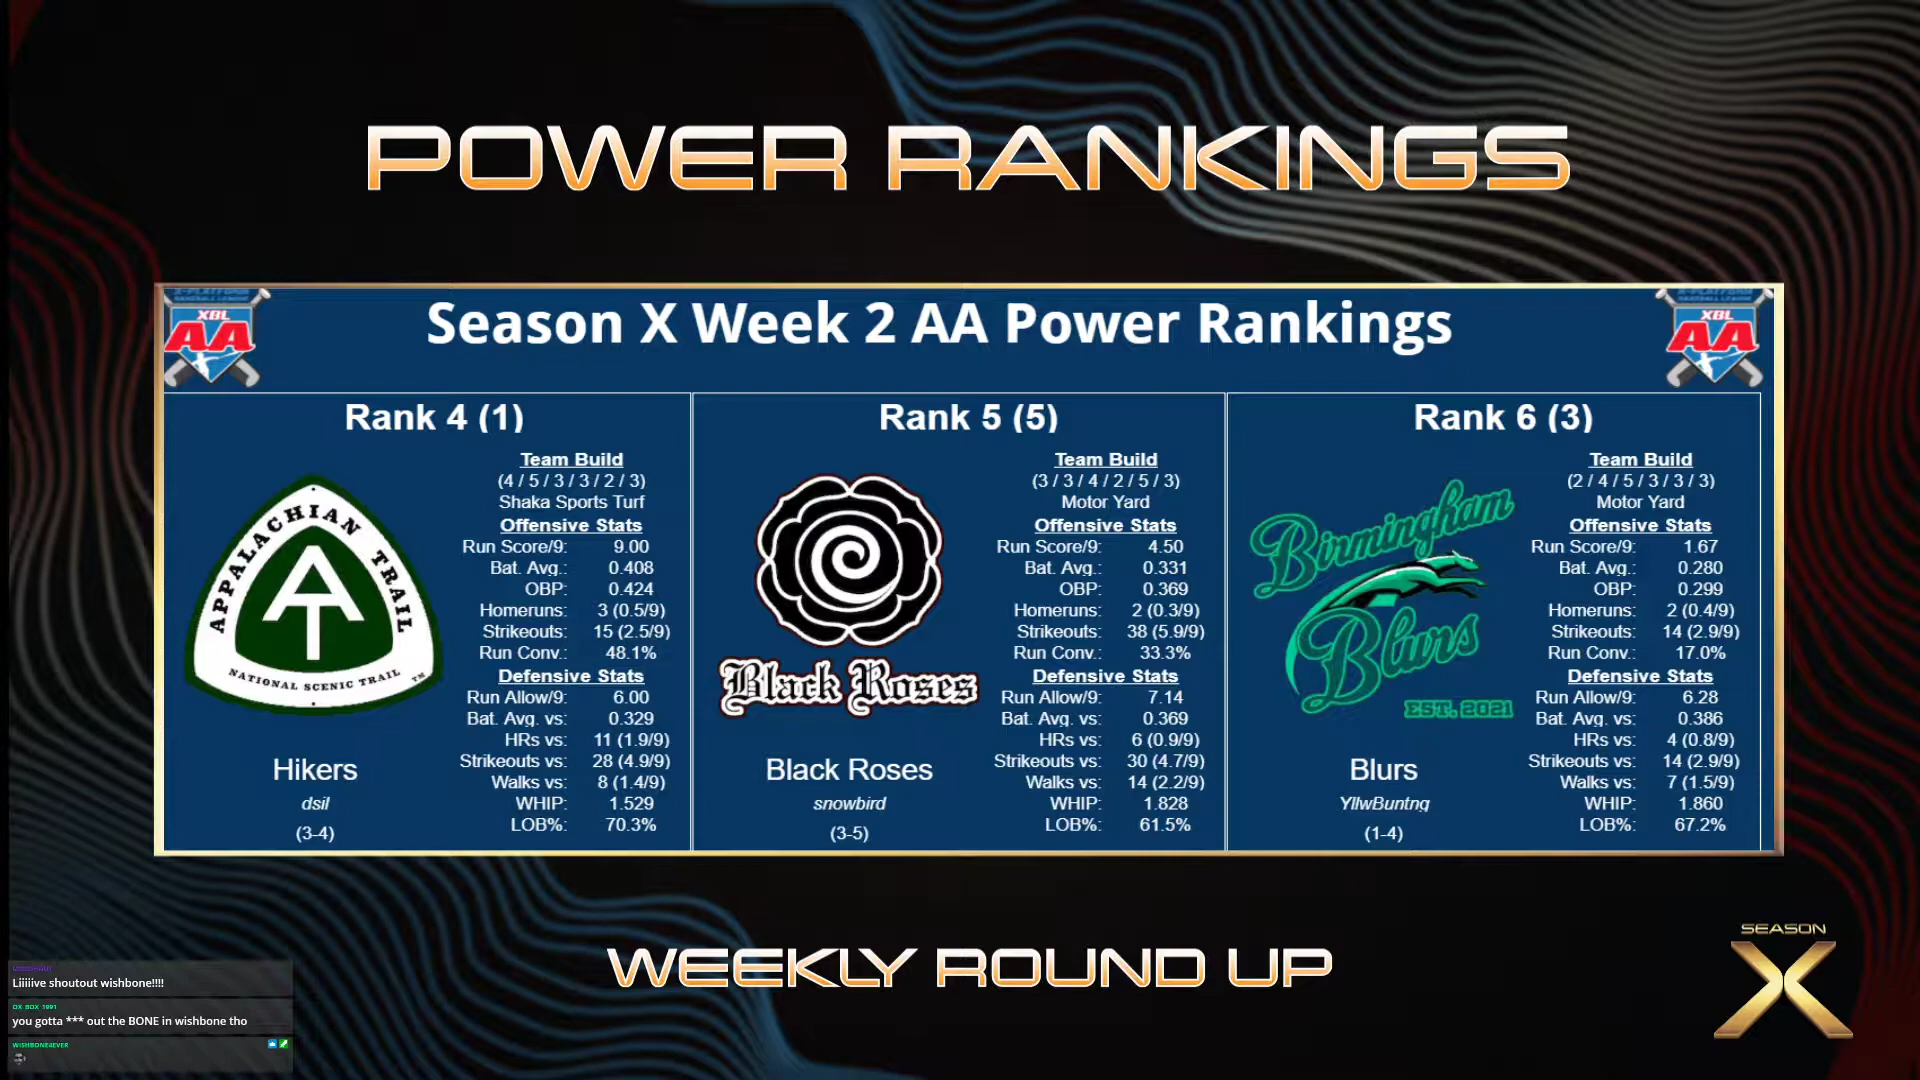 POWER RANKINGS
XBL
AA
Season X Week 2 AA Power Rankings
XBL
AA
Rank 4 (1)
APPALACHIAN TRAIL
AT
NATIONAL SCENIC TRAIL
TM
Hikers
dsil
(3-4)
Team Build
(4 / 5 / 3 / 3 / 2 / 3)
Shaka Sports Turf
Offensive Stats
Run Score/9: 9.00
Bat. Avg.: 0.408
OBP: 0.424
Homeruns: 3 (0.5/9)
Strikeouts: 15 (2.5/9)
Run Conv.: 48.1%
Defensive Stats
Run Allow/9: 6.00
Bat. Avg. vs: 0.329
HRs vs: 11 (1.9/9)
Strikeouts vs: 28 (4.9/9)
Walks vs: 8 (1.4/9)
WHIP: 1.529
LOB%: 70.3%
Rank 5 (5)
Black Roses
Black Roses
snowbird
(3-5)
Team Build
(3 / 3 / 4 / 2 / 5 / 3)
Motor Yard
Offensive Stats
Run Score/9: 4.50
Bat. Avg.: 0.331
OBP: 0.369
Homeruns: 2 (0.3/9)
Strikeouts: 38 (5.9/9)
Run Conv.: 33.3%
Defensive Stats
Run Allow/9: 7.14
Bat. Avg. vs: 0.369
HRs vs: 6 (0.9/9)
Strikeouts vs: 30 (4.7/9)
Walks vs: 14 (2.2/9)
WHIP: 1.828
LOB%: 61.5%
Rank 6 (3)
Birmingham
Blurs
EST. 2021
Blurs
YllwBuntng
(1-4)
Team Build
(2 / 4 / 5 / 3 / 3 / 3)
Motor Yard
Offensive Stats
Run Score/9: 1.67
Bat. Avg.: 0.280
OBP: 0.299
Homeruns: 2 (0.4/9)
Strikeouts: 14 (2.9/9)
Run Conv.: 17.0%
Defensive Stats
Run Allow/9: 6.28
Bat. Avg. vs: 0.386
HRs vs: 4 (0.8/9)
Strikeouts vs: 14 (2.9/9)
Walks vs: 7 (1.5/9)
WHIP: 1.860
LOB%: 67.2%
WEEKLY ROUND UP
SEASON
X
Liiiiive shoutout wishbone!!!!
OX BOX 1991
you gotta *** out the BONE in wishbone tho
WISHBONE4EVER